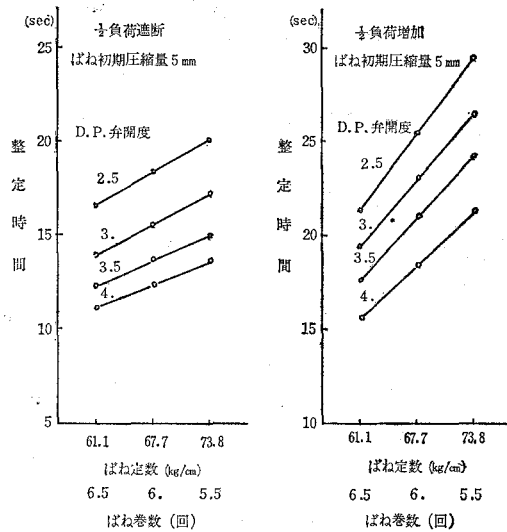 (sec)
½負荷遮断
ばね初期圧縮量 5 mm
D.P.弁開度
整定時間
25
20
15
10
5
2.5
3.
3.5
4.
61.1 67.7 73.8
ばね定数 (kg/cm)
6.5 6. 5.5
ばね巻数 (回)
(sec)
½負荷増加
ばね初期圧縮量 5 mm
D.P.弁開度
整定時間
30
25
20
15
10
2.5
3.
3.5
4.
61.1 67.7 73.8
ばね定数 (kg/cm)
6.5 6. 5.5
ばね巻数 (回)